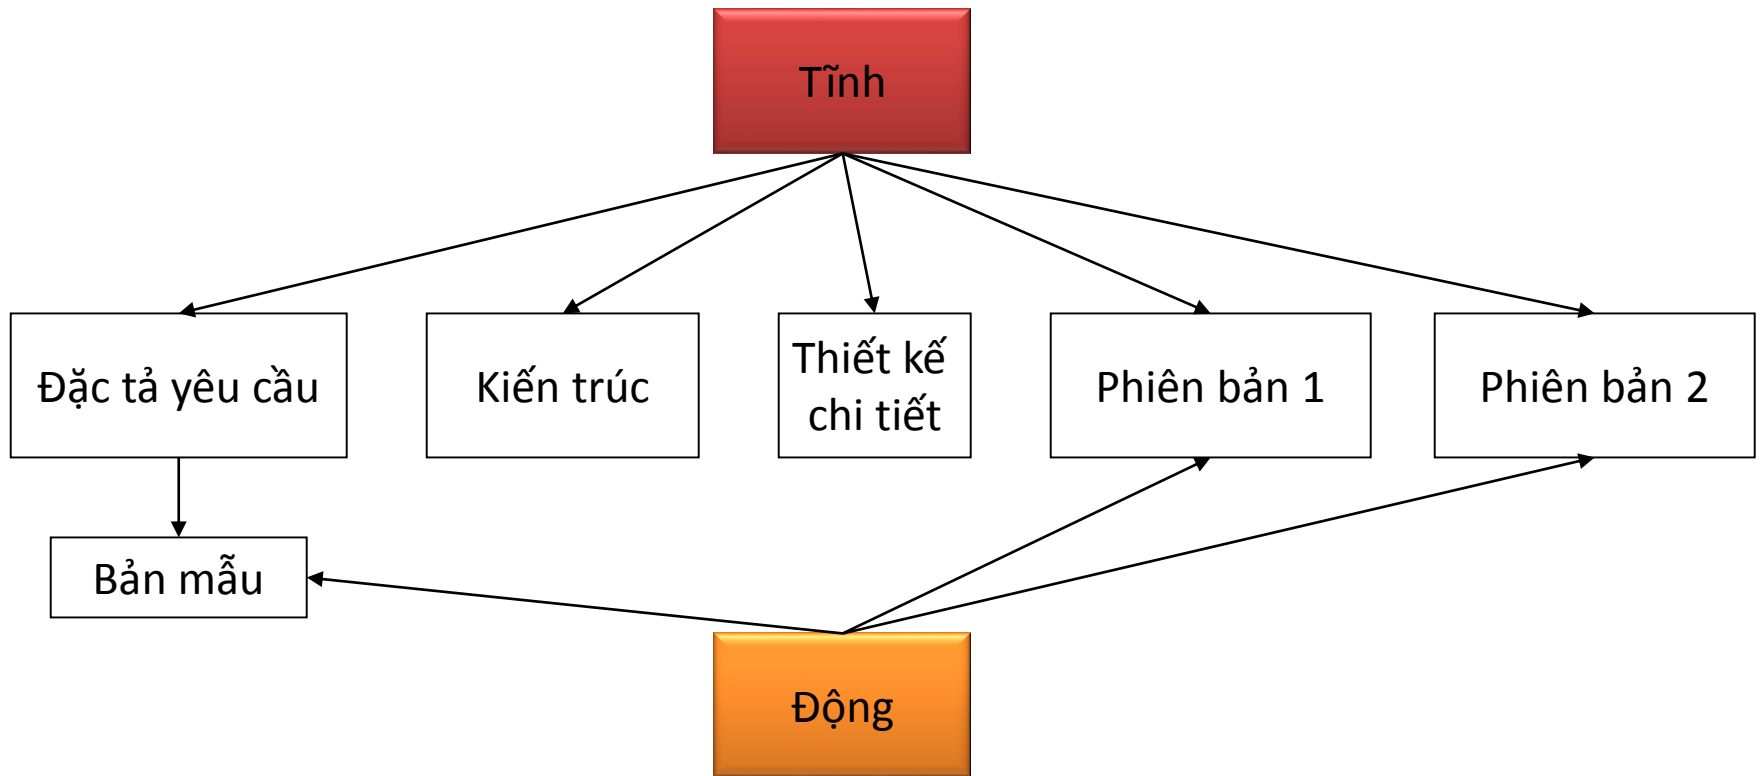 Tĩnh
Đặc tả yêu cầu
Kiến trúc
Thiết kế
chi tiết
Phiên bản 1
Phiên bản 2
Bản mẫu
Động